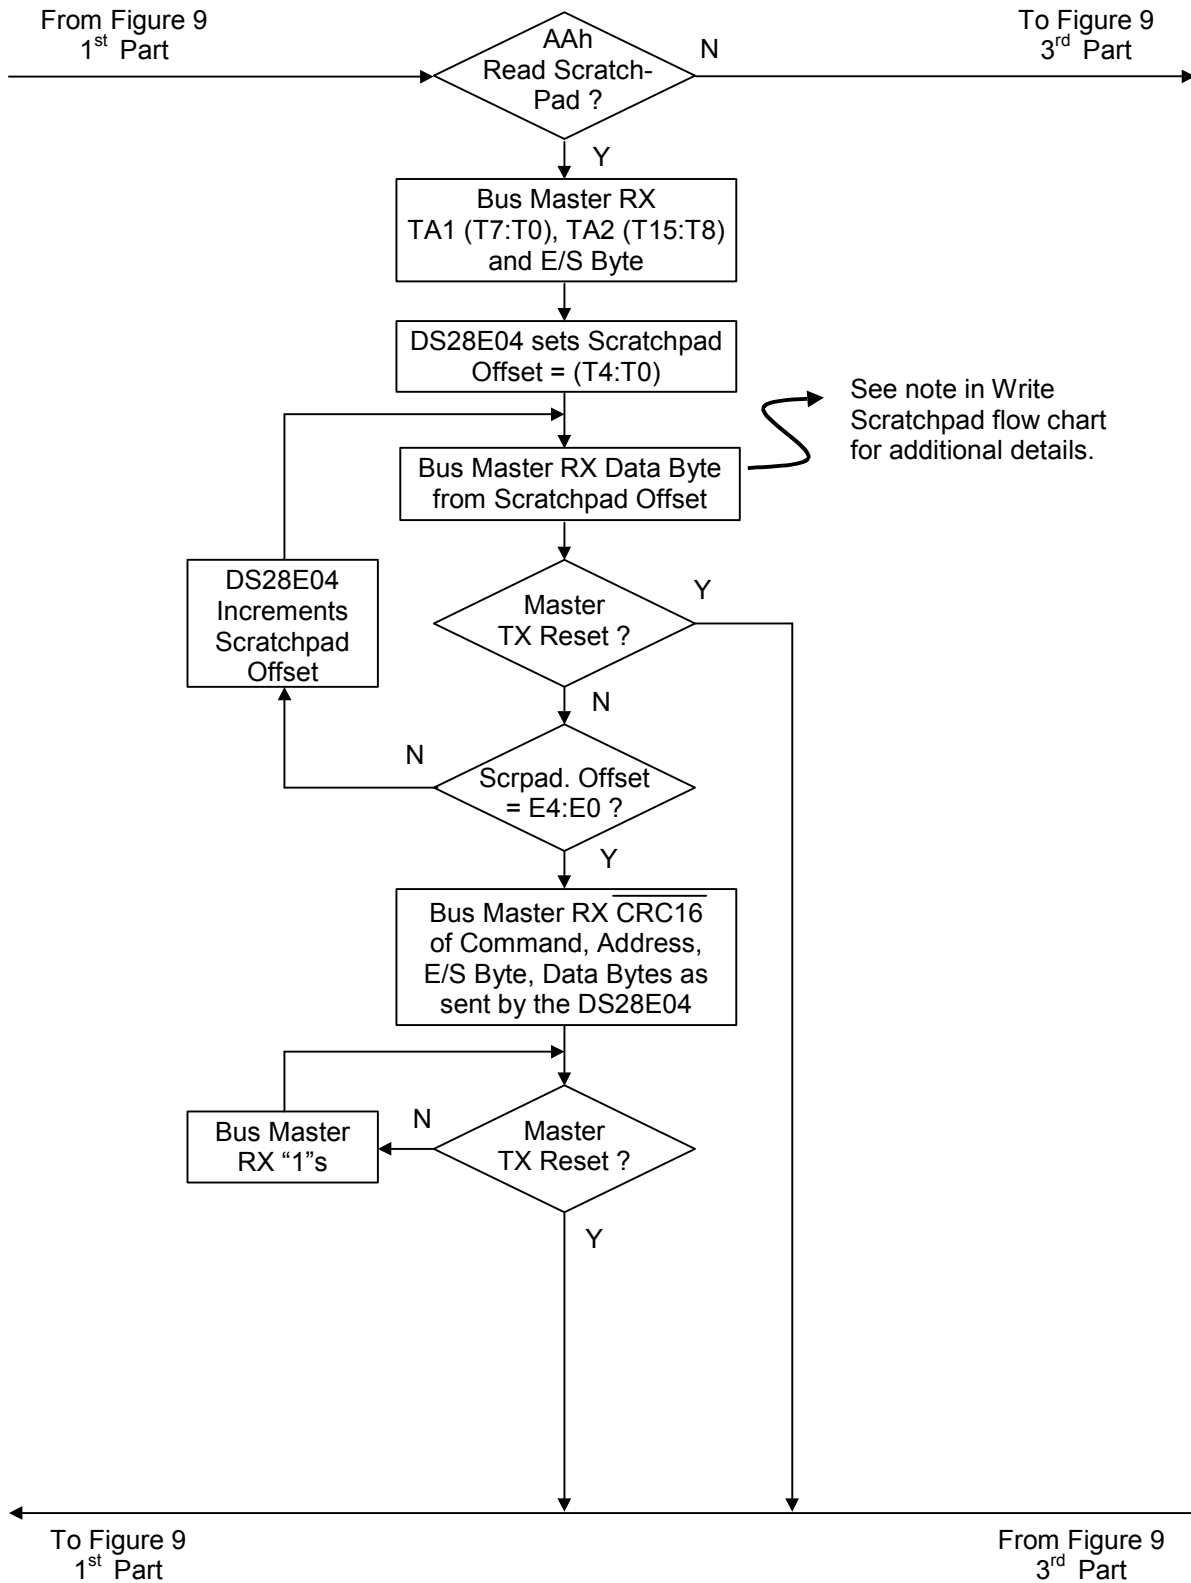 From Figure 9
1st Part
To Figure 9
3rd Part
AAh
Read Scratch-
Pad ?
N
Y
Bus Master RX
TA1 (T7:T0), TA2 (T15:T8)
and E/S Byte
DS28E04 sets Scratchpad
Offset = (T4:T0)
See note in Write
Scratchpad flow chart
for additional details.
Bus Master RX Data Byte
from Scratchpad Offset
DS28E04
Increments
Scratchpad
Offset
Master
TX Reset ?
Y
N
N
Scrpad. Offset
= E4:E0 ?
Y
Bus Master RX CRC16
of Command, Address,
E/S Byte, Data Bytes as
sent by the DS28E04
Bus Master
RX “1”s
N
Master
TX Reset ?
Y
To Figure 9
1st Part
From Figure 9
3rd Part